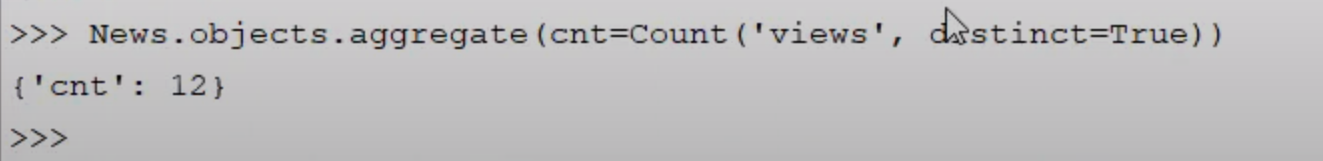 >>> News.objects.aggregate(cnt=Count('views', distinct=True))
{'cnt': 12}
>>>